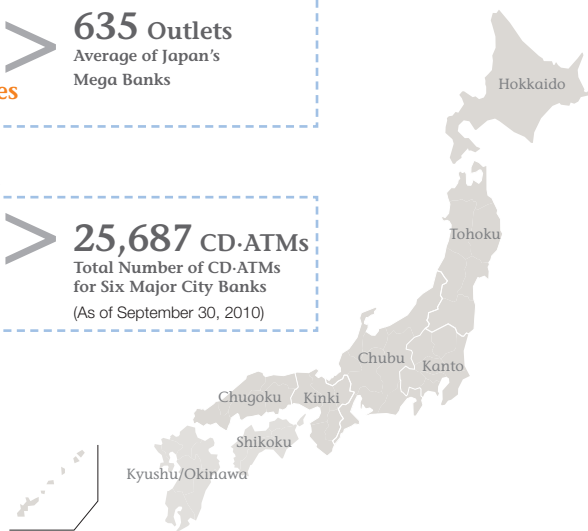 >
635 Outlets
Average of Japan's
Mega Banks
es
>
25,687 CD·ATMs
Total Number of CD·ATMs
for Six Major City Banks
(As of September 30, 2010)
Hokkaido
Tohoku
Chubu
Kanto
Chugoku
Kinki
Shikoku
Kyushu/Okinawa